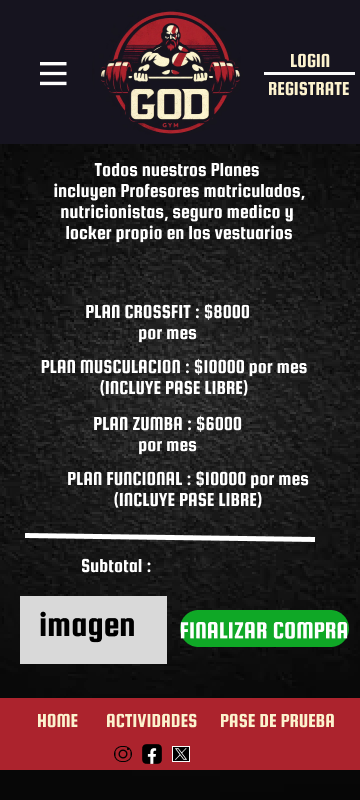 LOGIN
REGISTRATE
GOD
GYM
Todos nuestros Planes
incluyen Profesores matriculados,
nutricionistas, seguro medico y
locker propio en los vestuarios
PLAN CROSSFIT : $8000
por mes
PLAN MUSCULACION : $10000 por mes
(INCLUYE PASE LIBRE)
PLAN ZUMBA : $6000
por mes
PLAN FUNCIONAL : $10000 por mes
(INCLUYE PASE LIBRE)
Subtotal :
imagen
FINALIZAR COMPRA
HOME ACTIVIDADES PASE DE PRUEBA